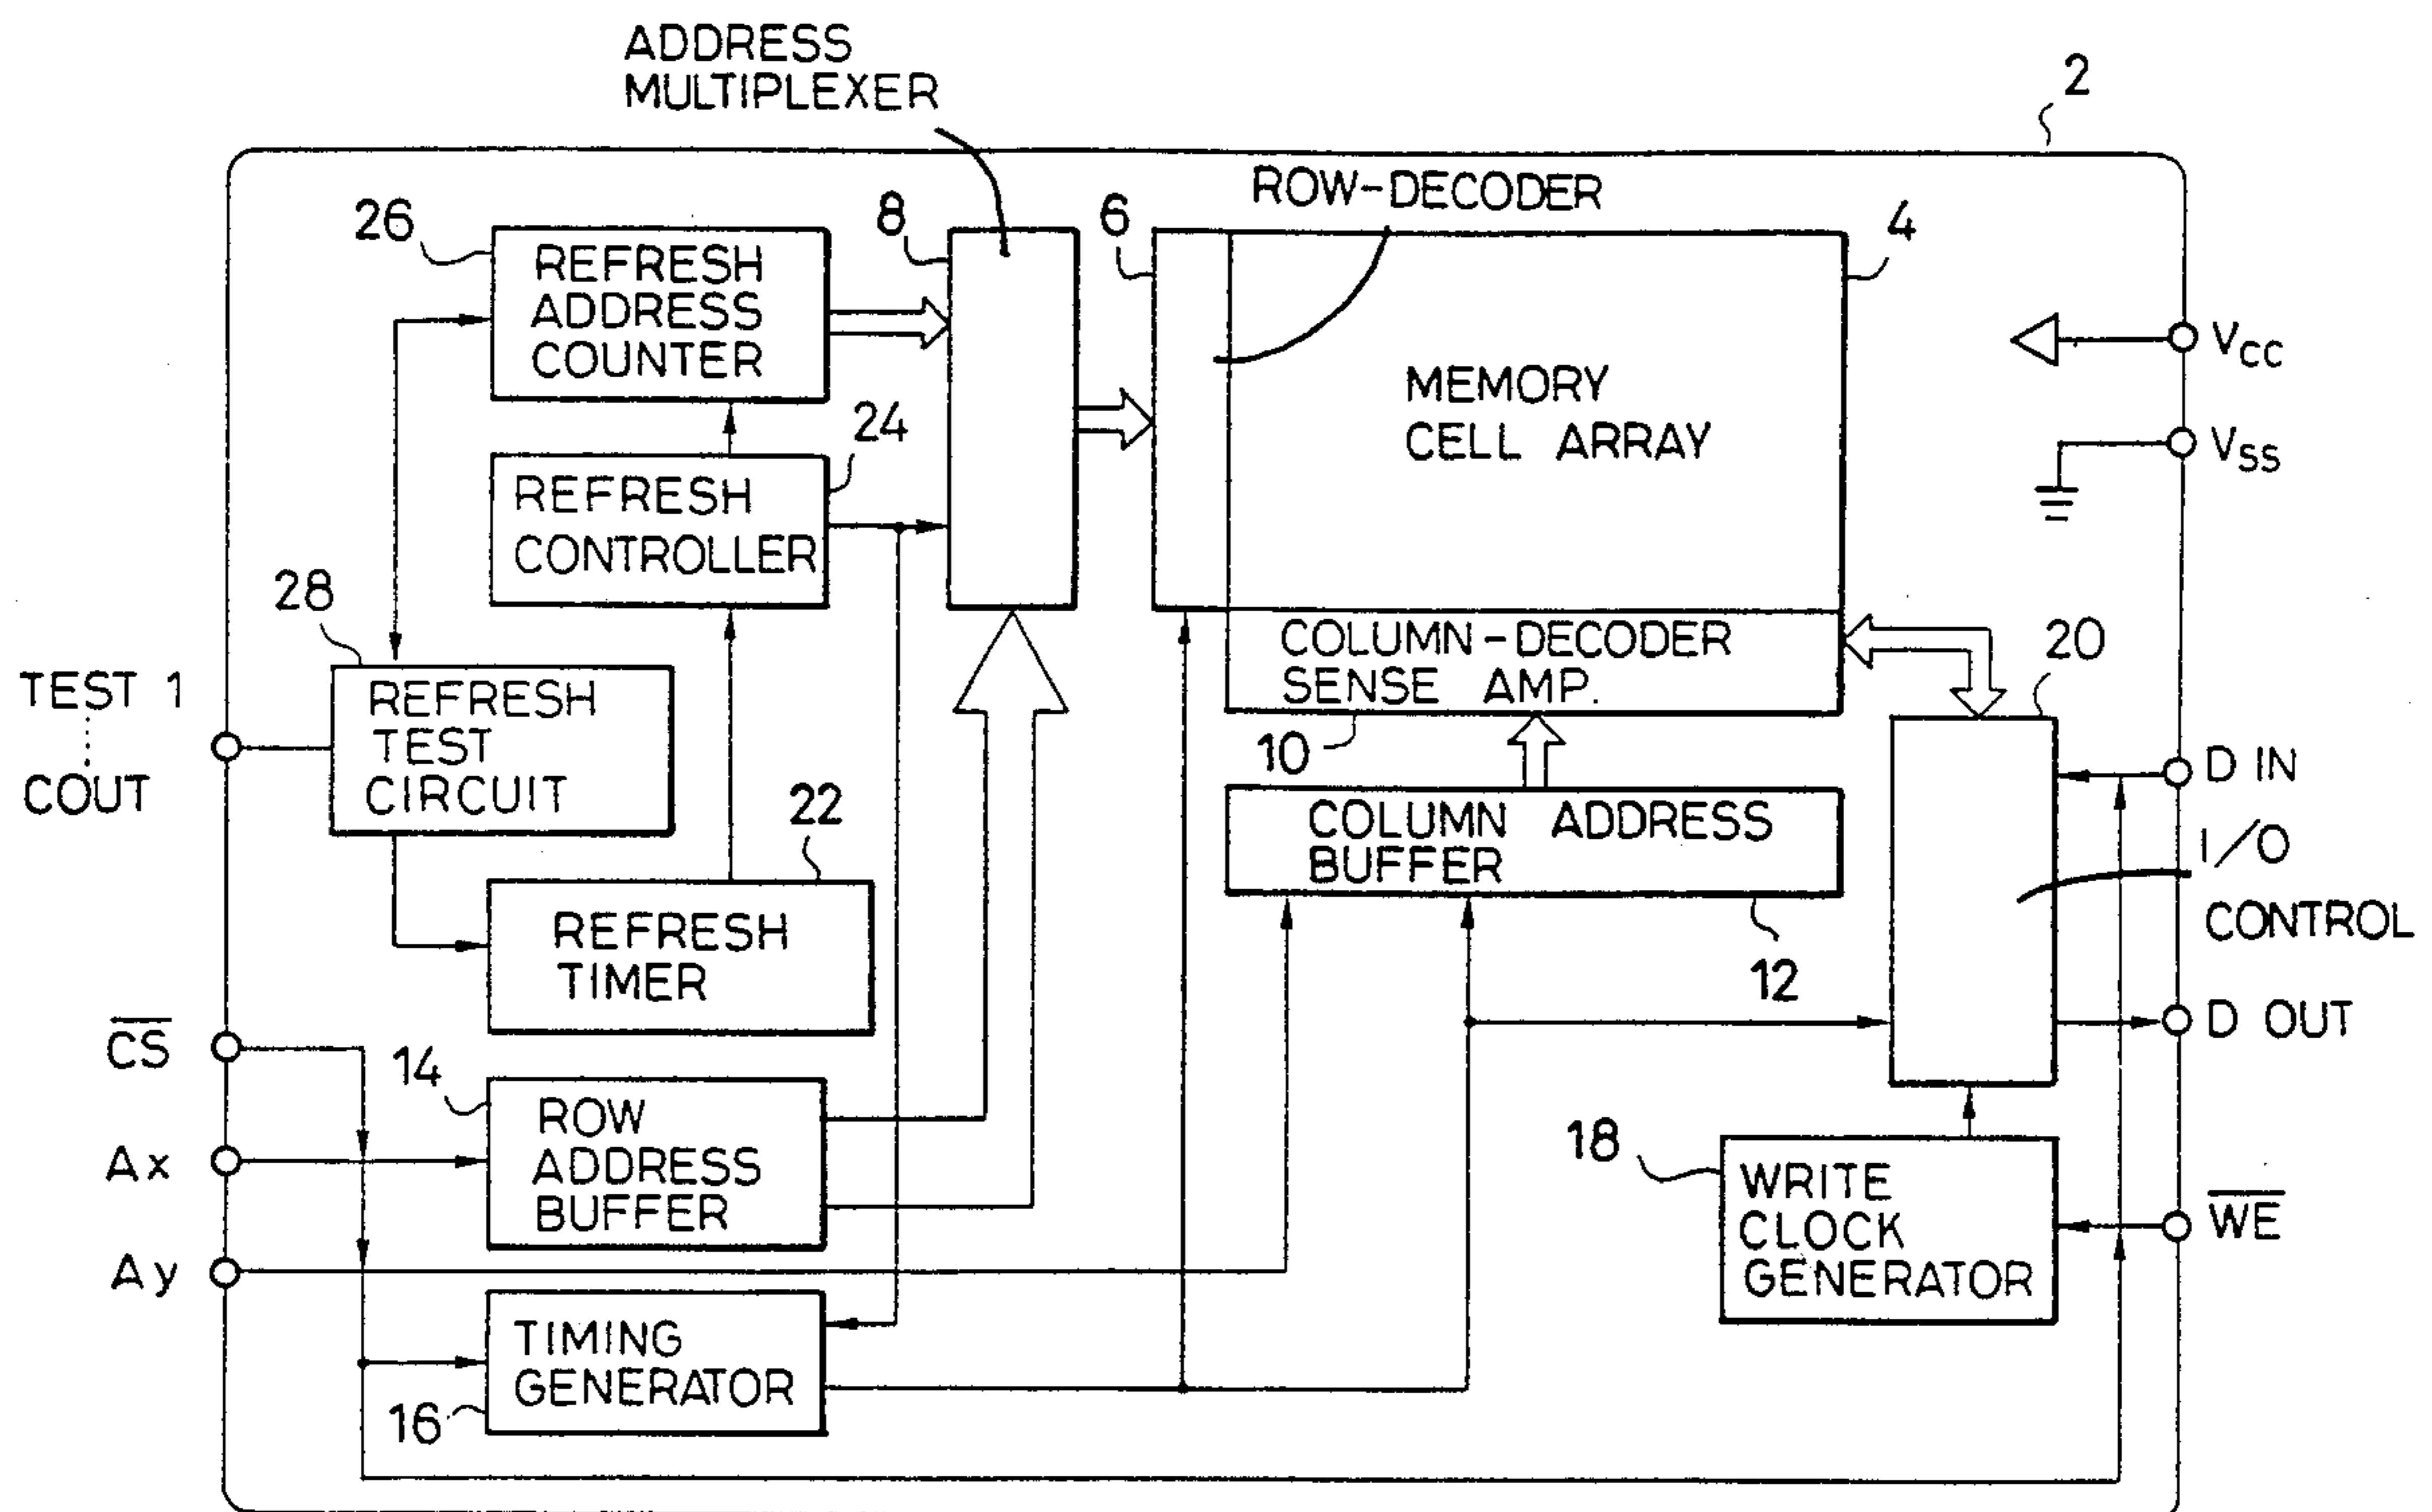 ADDRESS
MULTIPLEXER
2
ROW-DECODER
26
8
6
4
REFRESH
ADDRESS
COUNTER
MEMORY
CELL ARRAY
VCC
VSS
24
REFRESH
CONTROLLER
28
TEST 1
COUT
REFRESH
TEST
CIRCUIT
COLUMN-DECODER
SENSE AMP.
10
20
22
COLUMN ADDRESS
BUFFER
12
D IN
I/O
CONTROL
D OUT
REFRESH
TIMER
C̅S̅
14
Ax
ROW
ADDRESS
BUFFER
Ay
18
WRITE
CLOCK
GENERATOR
W̅E̅
TIMING
GENERATOR
16